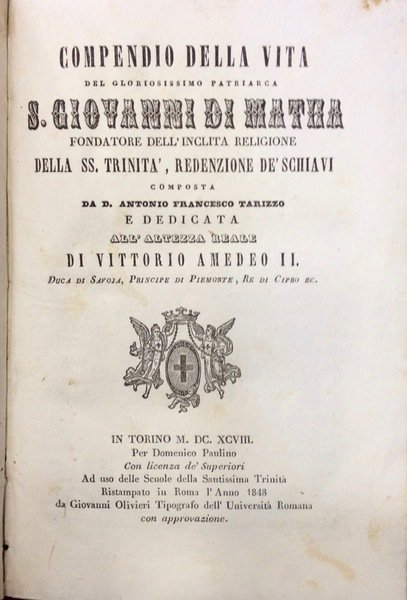 COMPENDIO DELLA VITA
DEL GLORIOSISSIMO PATRIARCA
S. GIOVANNI DI MATHA
FONDATORE DELL'INCLITA RELIGIONE
DELLA SS. TRINITA', REDENZIONE DE' SCHIAVI
COMPOSTA
DA D. ANTONIO FRANCESCO TARIZZO
E DEDICATA
ALL'ALTEZZA REALE
DI VITTORIO AMEDEO II.
DUCA DI SAVOJA, PRINCIPE DI PIEMONTE, RE DI CIPRO EC.
IN TORINO M. DC. XCVIII.
Per Domenico Paulino
Con licenza de' Superiori
Ad uso delle Scuole della Santissima Trinità
Ristampato in Roma l'Anno 1848
da Giovanni Olivieri Tipografo dell' Università Romana
con approvazione.